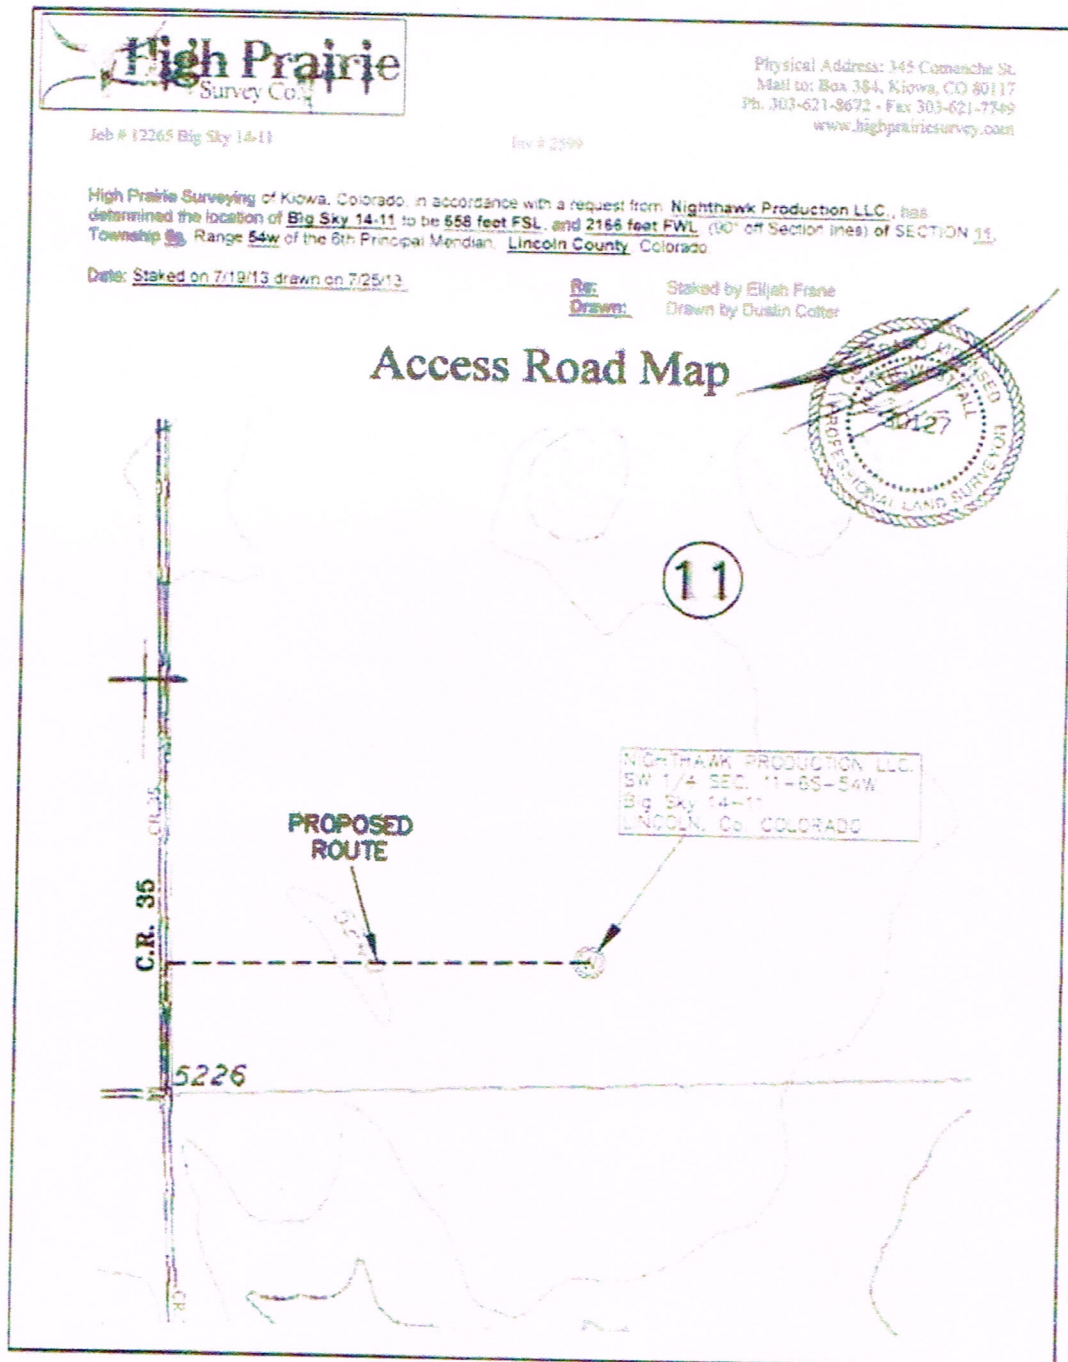 High Prairie
Survey Co.
Physical Address: 345 Comanche St.
Mail to: Box 384, Kiowa, CO 80117
Ph. 303-621-8672 - Fax 303-621-7549
www.highprairiesurvey.com
Job # 12265 Big Sky 14-11
Inv # 2599
High Prairie Surveying of Kiowa, Colorado, in accordance with a request from Nighthawk Production LLC., has
determined the location of Big Sky 14-11 to be 658 feet FSL. and 2166 feet FWL (90° off Section lines) of SECTION 11,
Township 6s, Range 54w of the 6th Principal Meridian, Lincoln County, Colorado
Date: Staked on 7/19/13 drawn on 7/25/13.
Re: Staked by Elijah Frane
Drawn: Drawn by Dustin Cotter
Access Road Map
PROFESSIONAL LAND SURVEYOR
11
NIGHTHAWK PRODUCTION LLC.
SW 1/4 SEC. 11-6S-54W
Big Sky 14-11
LINCOLN, Co. COLORADO
PROPOSED
ROUTE
C.R. 35
5226
CR